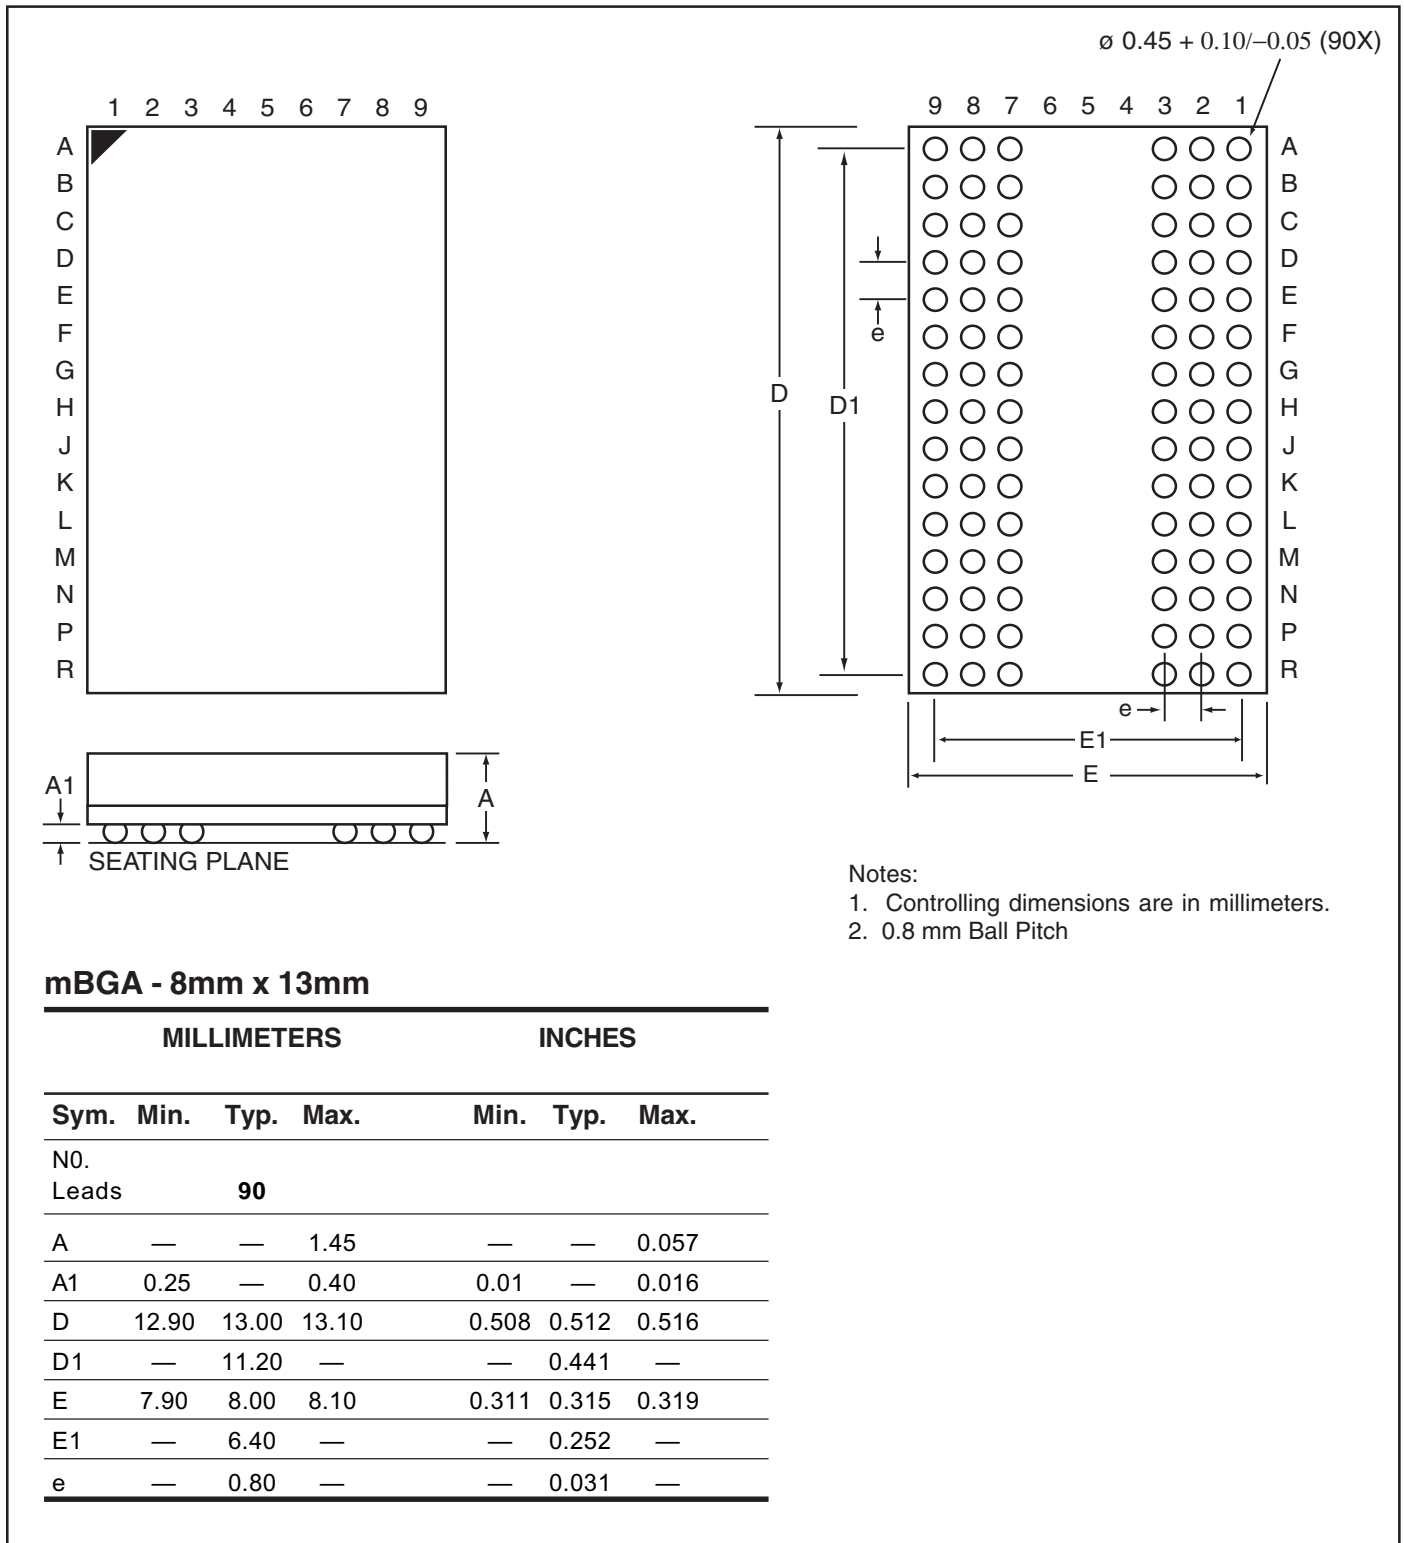 ø 0.45 + 0.10/−0.05 (90X)
1 2 3 4 5 6 7 8 9
A
B
C
D
E
F
G
H
J
K
L
M
N
P
R
9 8 7 6 5 4 3 2 1
A
B
C
D
E
F
G
H
J
K
L
M
N
P
R
e
D
D1
e
E1
E
A1
A
SEATING PLANE
Notes:
1. Controlling dimensions are in millimeters.
2. 0.8 mm Ball Pitch
mBGA - 8mm x 13mm
MILLIMETERS INCHES
Sym. Min. Typ. Max. Min. Typ. Max.
N0.
Leads 90
A — — 1.45 — — 0.057
A1 0.25 — 0.40 0.01 — 0.016
D 12.90 13.00 13.10 0.508 0.512 0.516
D1 — 11.20 — — 0.441 —
E 7.90 8.00 8.10 0.311 0.315 0.319
E1 — 6.40 — — 0.252 —
e — 0.80 — — 0.031 —